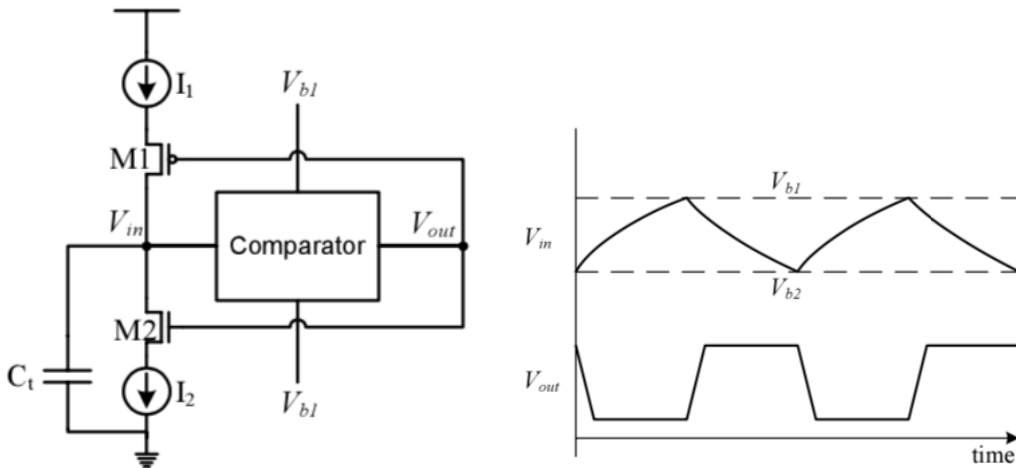 I1
Vb1
M1
Vin
Comparator
Vout
M2
Ct
I2
Vb1
Vb1
Vin
Vb2
Vout
time